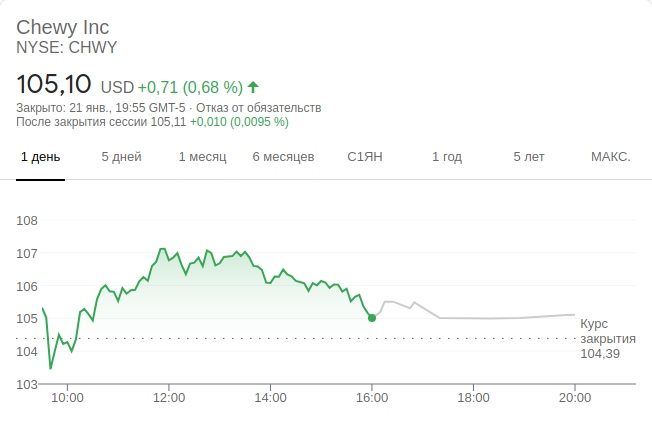 Chewy Inc
NYSE: CHWY
105,10 USD +0,71 (0,68 %)
Закрыто: 21 янв., 19:55 GMT-5 · Отказ от обязательств
После закрытия сессии 105,11 +0,010 (0,0095 %)
1 день 5 дней 1 месяц 6 месяцев С1ЯН 1 год 5 лет МАКС.
108
107
106
105
104
103
Курс
закрытия
104,39
10:00 12:00 14:00 16:00 18:00 20:00